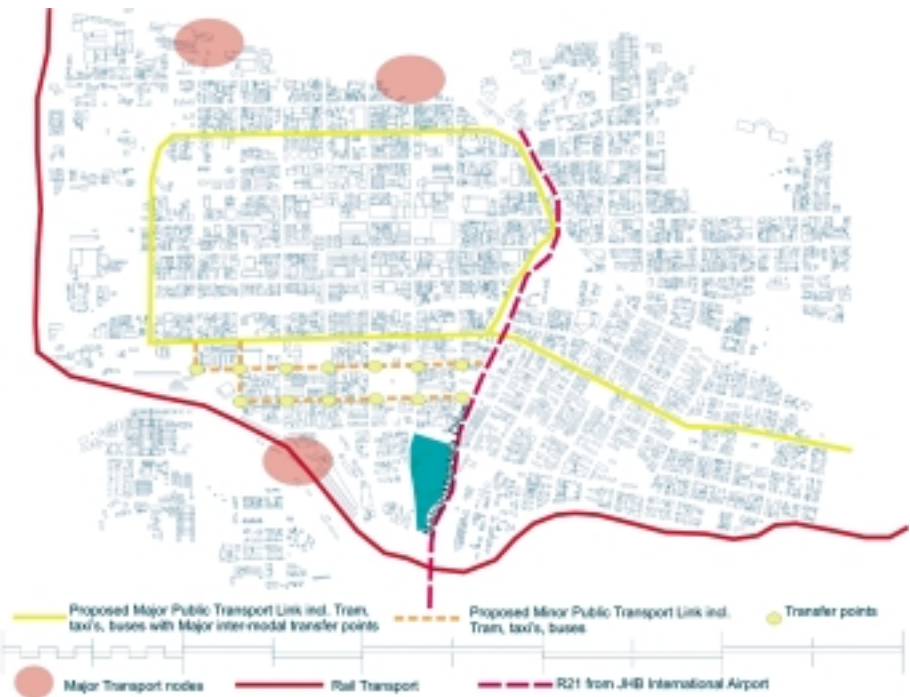 Proposed Major Public Transport Link incl. Tram,
taxi's, buses with Major inter-modal transfer points
Proposed Minor Public Transport Link incl.
Tram, taxi's, buses
Transfer points
Major Transport nodes
Rail Transport
R21 from JHB International Airport